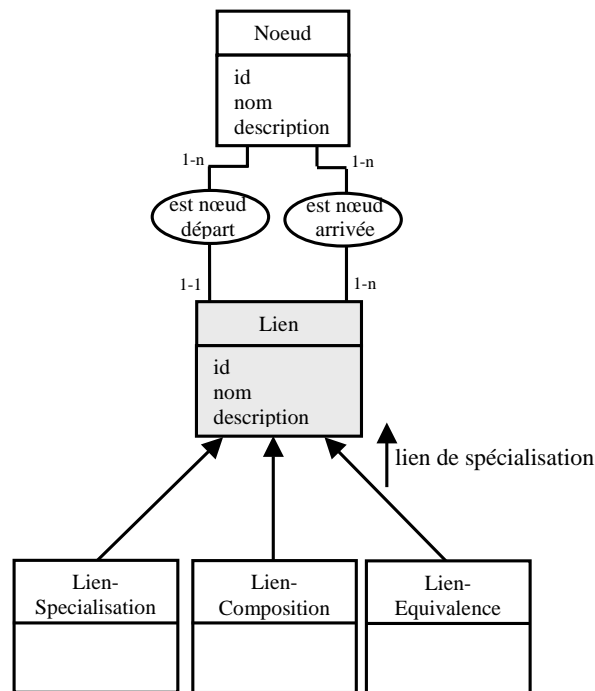 Noeud
id
nom
description
1-n
1-n
est nœud
départ
est nœud
arrivée
1-1
1-n
Lien
id
nom
description
lien de spécialisation
Lien-
Specialisation
Lien-
Composition
Lien-
Equivalence